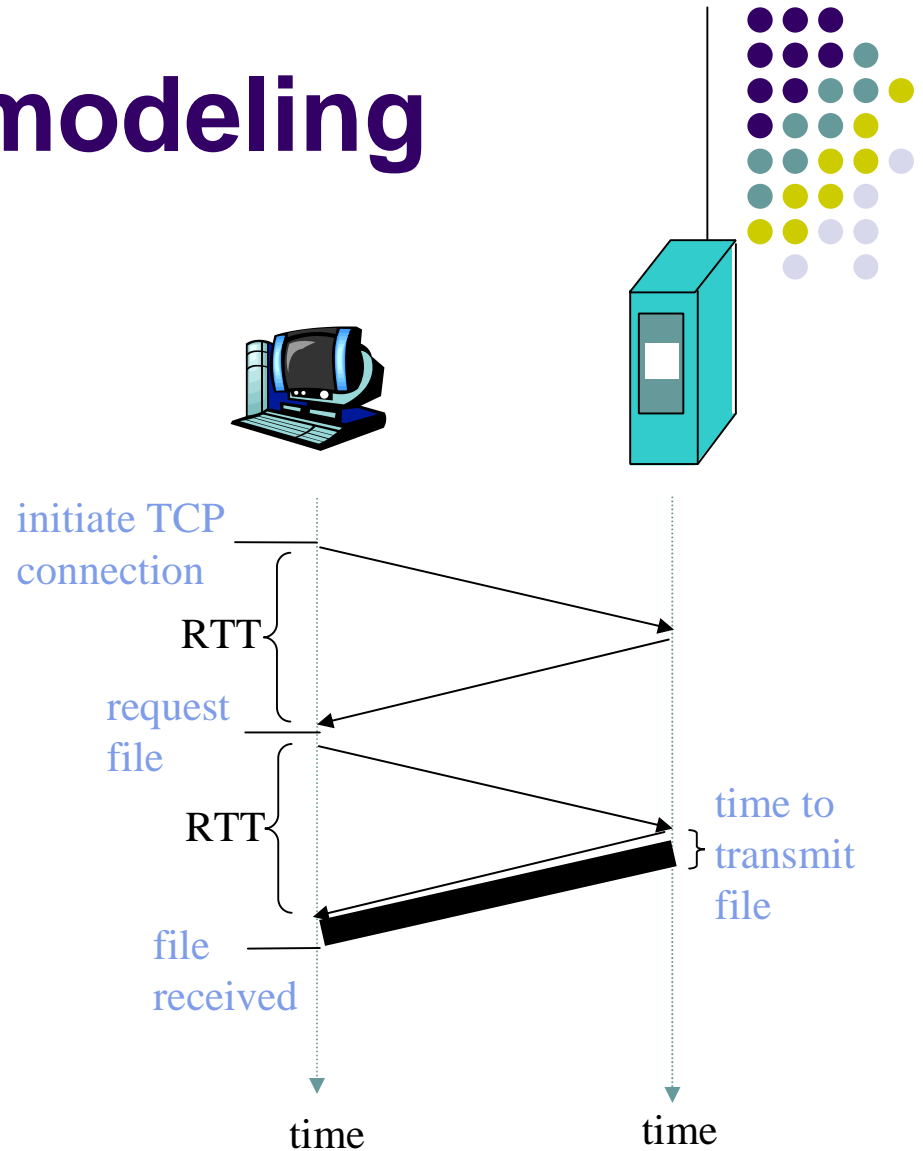 modeling
initiate TCP
connection
RTT
request
file
RTT
time to
transmit
file
file
received
time
time